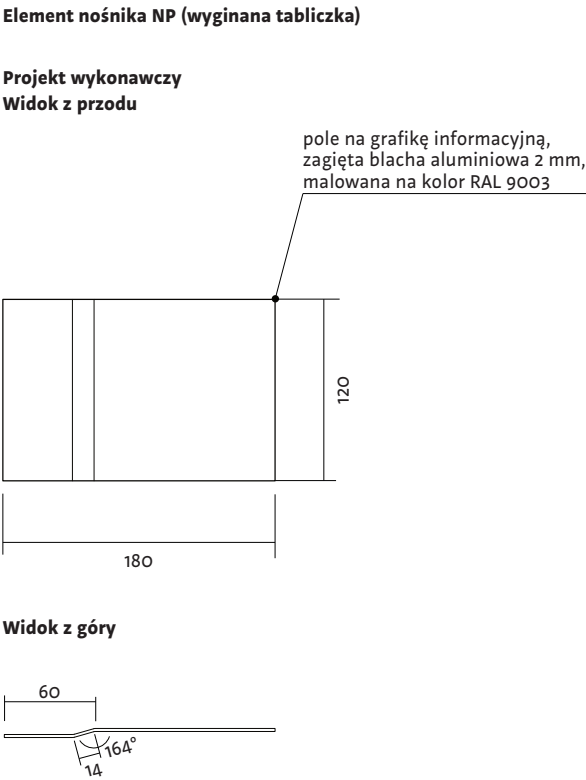 Element nośnika NP (wyginana tabliczka)
Projekt wykonawczy
Widok z przodu
pole na grafikę informacyjną,
zagięta blacha aluminiowa 2 mm,
malowana na kolor RAL 9003
120
180
Widok z góry
60
164°
14